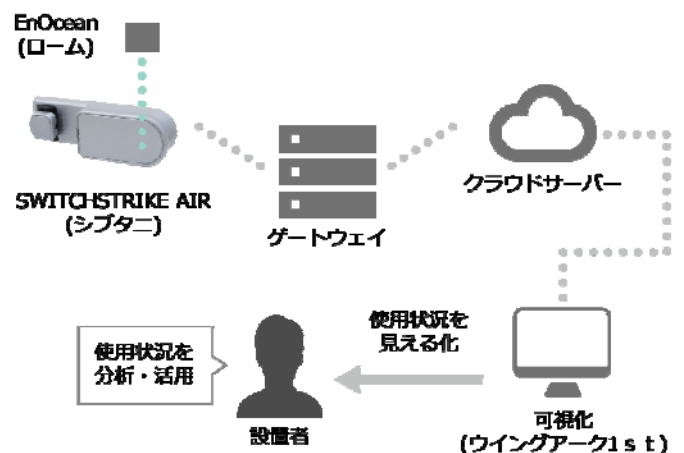 EnOcean
(ローム)
SWITCHSTRIKE AIR
(シブタニ)
ゲートウェイ
クラウドサーバー
使用状況を
見える化
使用状況を
分析・活用
設置者
可視化
(ウイングアーク1ｓｔ)